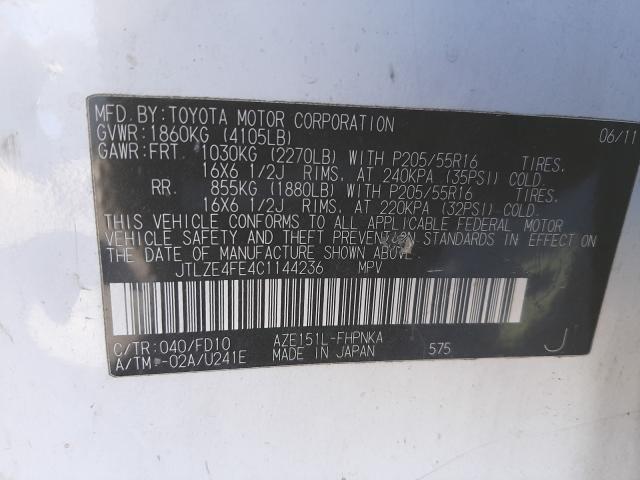 MFD.BY:TOYOTA MOTOR CORPORATION 06/11
GVWR:1860KG (4105LB)
GAWR:FRT. 1030KG (2270LB) WITH P205/55R16 TIRES,
16X6 1/2J RIMS, AT 240KPA (35PSI) COLD.
RR. 855KG (1880LB) WITH P205/55R16 TIRES,
16X6 1/2J RIMS, AT 220KPA (32PSI) COLD.
THIS VEHICLE CONFORMS TO ALL APPLICABLE FEDERAL MOTOR
VEHICLE SAFETY AND THEFT PREVENTION STANDARDS IN EFFECT ON
THE DATE OF MANUFACTURE SHOWN ABOVE.
JTLZE4FE4C1144236 MPV
C/TR:040/FD10 AZE151L-FHPNKA
A/TM:-02A/U241E MADE IN JAPAN 575 J